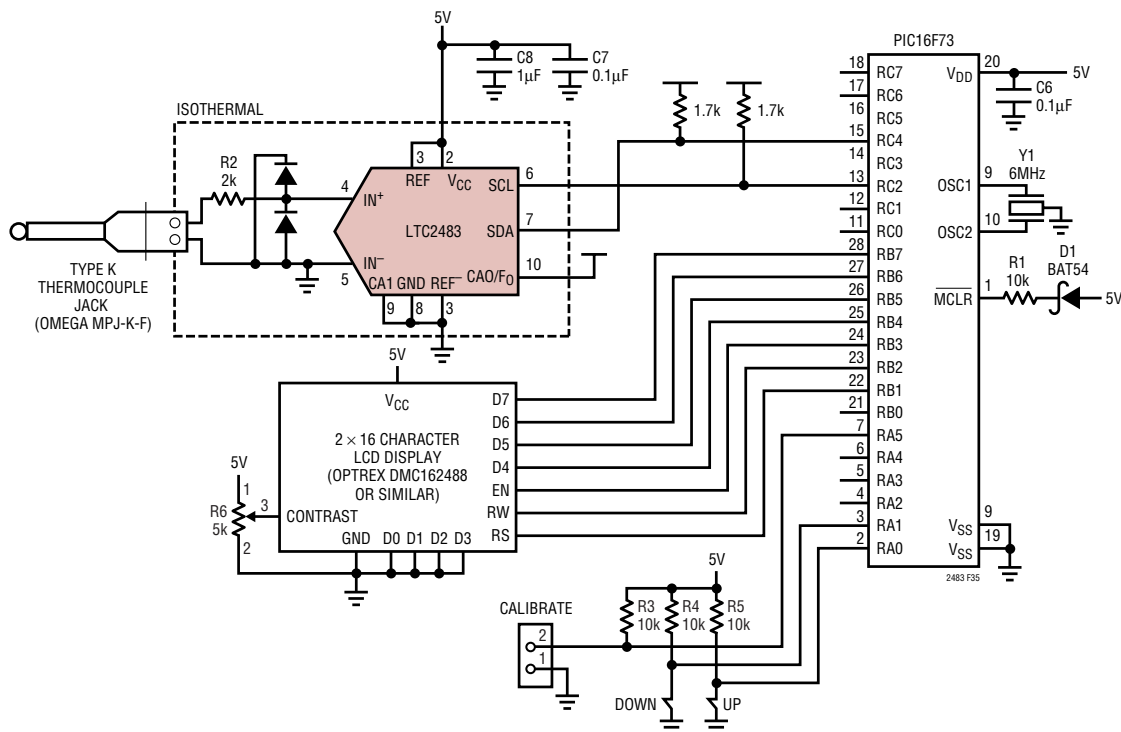 5V
C8
1µF
C7
0.1µF
ISOTHERMAL
R2
2k
4
IN+
3
REF
2
VCC
SCL
6
LTC2483
SDA
7
IN−
5
CA1 GND REF−
CAO/F0
10
9
8
3
TYPE K
THERMOCOUPLE
JACK
(OMEGA MPJ-K-F)
1.7k
1.7k
PIC16F73
18 RC7
17 RC6
16 RC5
15 RC4
14 RC3
13 RC2
12 RC1
11 RC0
28 RB7
27 RB6
26 RB5
25 RB4
24 RB3
23 RB2
22 RB1
21 RB0
7 RA5
6 RA4
5 RA3
4 RA2
3 RA1
2 RA0
VDD 20
5V
C6
0.1µF
Y1
6MHz
OSC1 9
OSC2 10
D1
BAT54
R1
10k
MCLR 1
5V
VSS 9
VSS 19
2483 F35
5V
VCC
2 × 16 CHARACTER
LCD DISPLAY
(OPTREX DMC162488
OR SIMILAR)
D7
D6
D5
D4
EN
RW
RS
5V
1
R6
5k
3
2
CONTRAST
GND D0 D1 D2 D3
5V
CALIBRATE
2
1
R3
10k
R4
10k
R5
10k
DOWN
UP